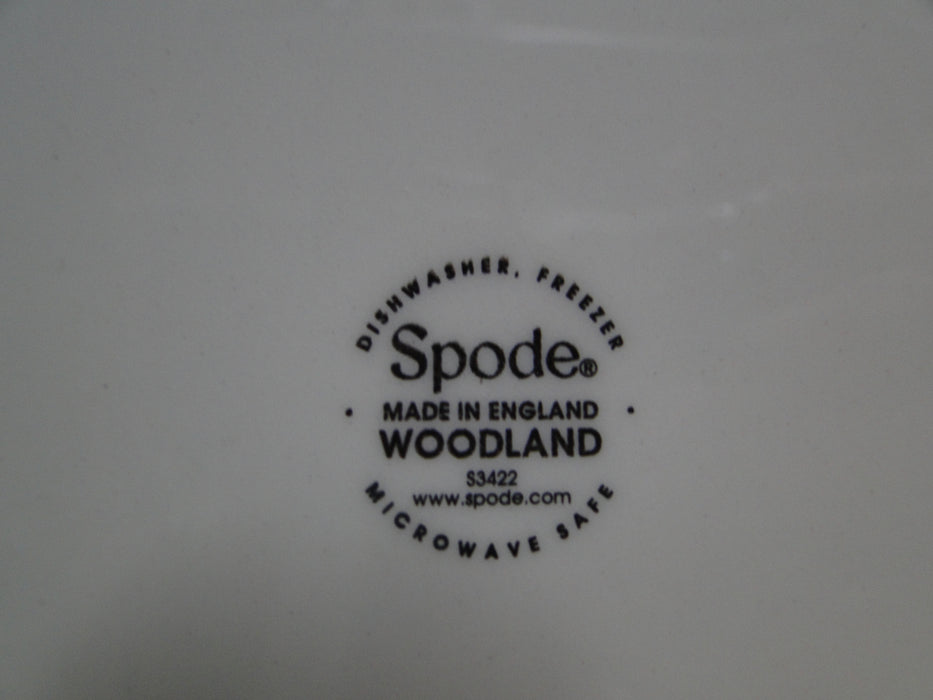 DISHWASHER, FREEZER
Spode®
· MADE IN ENGLAND ·
WOODLAND
S3422
www.spode.com
MICROWAVE SAFE